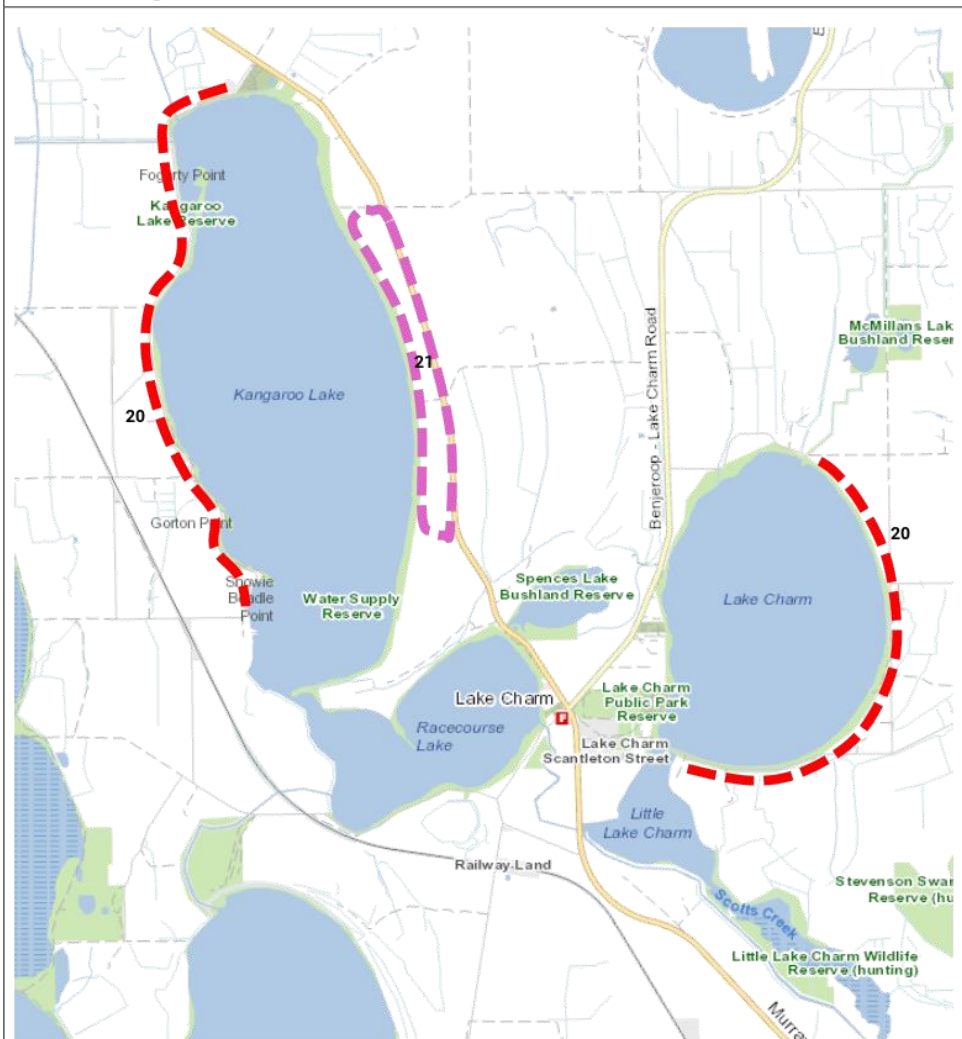 Fogerty Point
Kangaroo
Lake Reserve
McMillans Lak
Bushland Reser
Benjeroop - Lake Charm Road
21
Kangaroo Lake
20
Gorton Point
20
Spences Lake
Bushland Reserve
Lake Charm
Water Supply
Reserve
Point
Lake Charm
Lake Charm
Public Park
Reserve
Racecourse
Lake
Lake Charm
Scantleton Street
Little
Lake Charm
Railway Land
Stevenson Swa
Reserve (hu
Scotts Creek
Little Lake Charm Wildlife
Reserve (hunting)
Murra